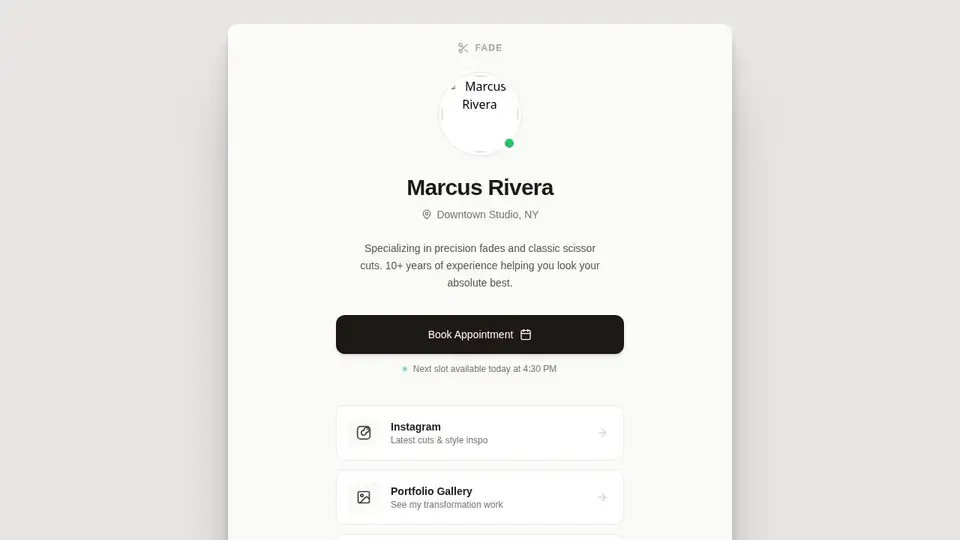 FADE
Marcus
Rivera
Marcus Rivera
Downtown Studio, NY
Specializing in precision fades and classic scissor
cuts. 10+ years of experience helping you look your
absolute best.
Book Appointment
Next slot available today at 4:30 PM
Instagram
Latest cuts & style inspo
Portfolio Gallery
See my transformation work